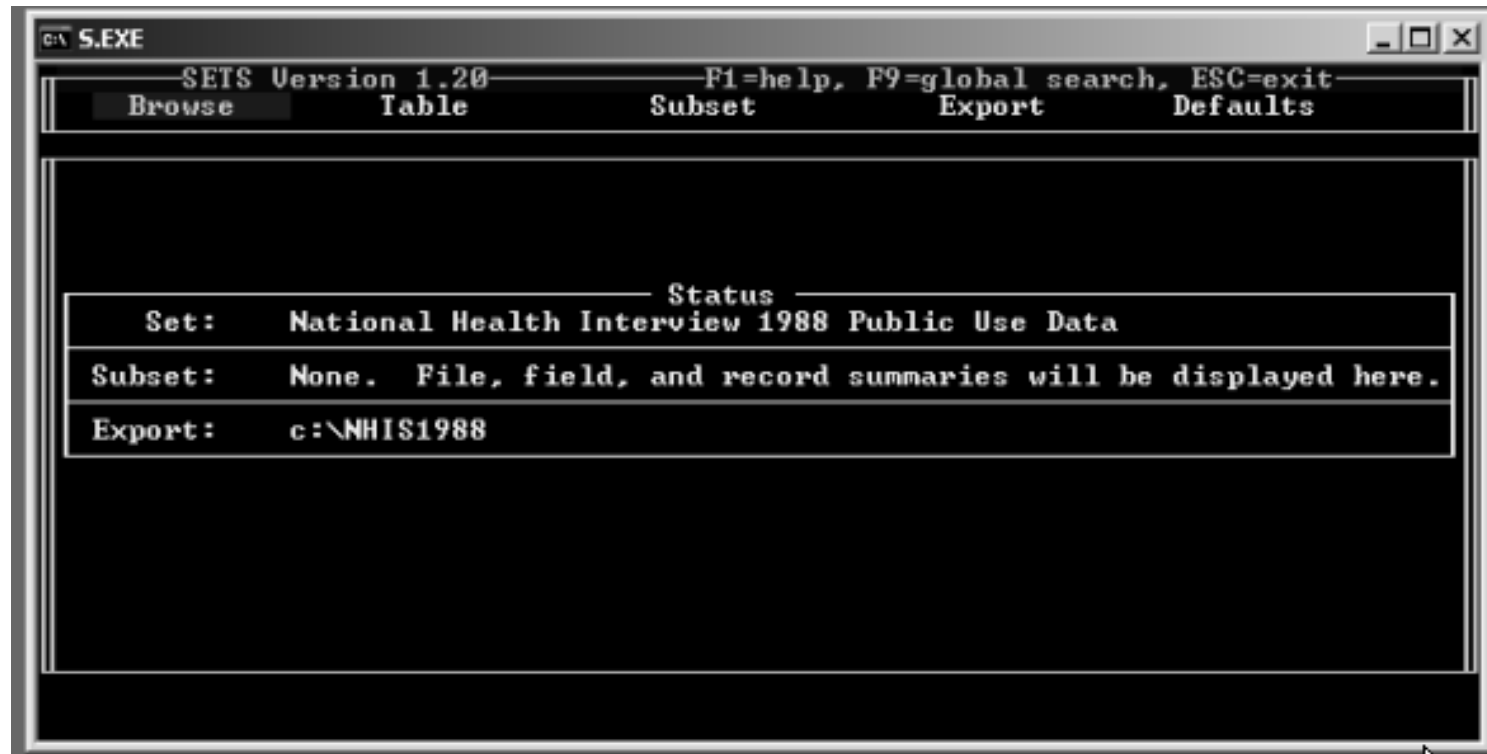 S.EXE
SETS Version 1.20 F1=help, F9=global search, ESC=exit
Browse Table Subset Export Defaults
Status
Set: National Health Interview 1988 Public Use Data
Subset: None. File, field, and record summaries will be displayed here.
Export: c:\NHIS1988